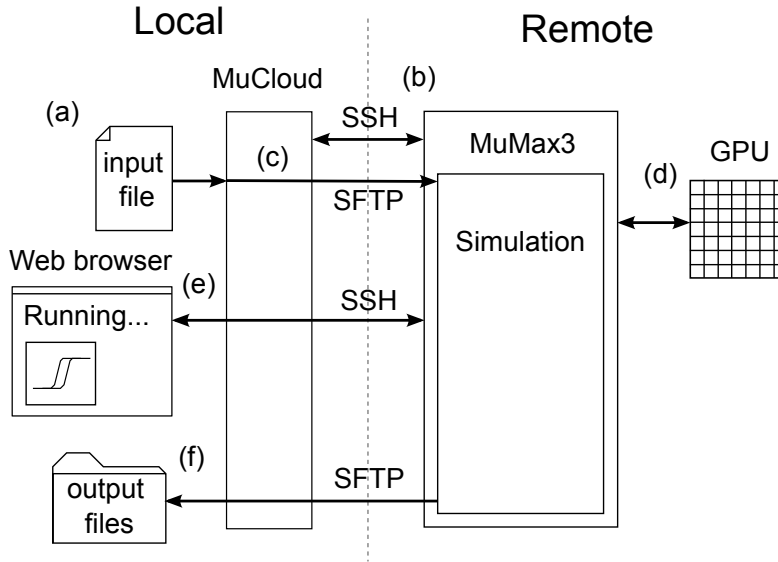 Local
Remote
MuCloud
(b)
(a)
SSH
MuMax3
GPU
input
file
(c)
SFTP
(d)
Simulation
Web browser
(e)
SSH
Running...
(f)
SFTP
output
files